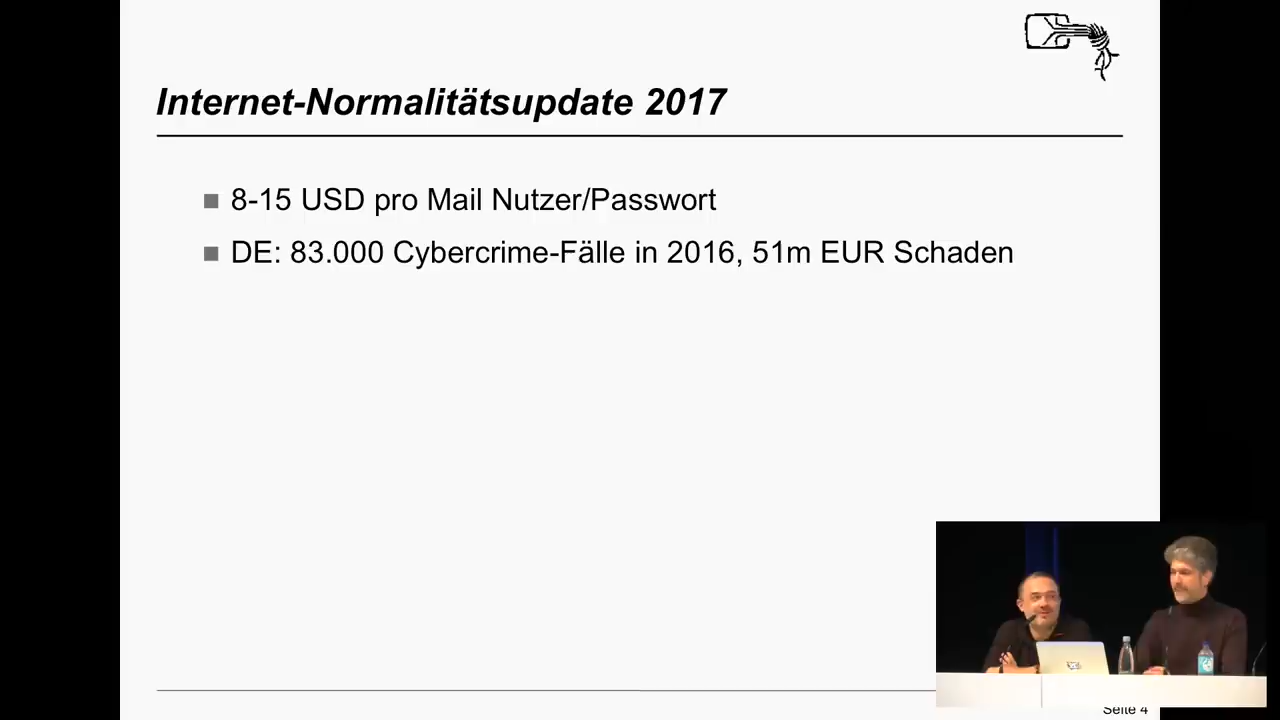 Internet-Normalitätsupdate 2017
8-15 USD pro Mail Nutzer/Passwort
DE: 83.000 Cybercrime-Fälle in 2016, 51m EUR Schaden
Seite 4